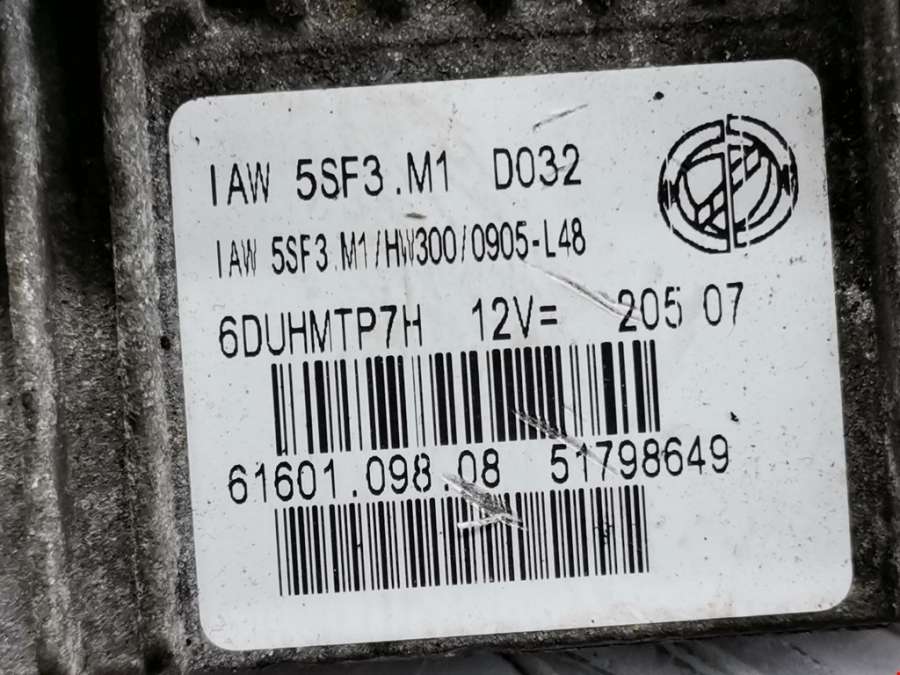 IAW 5SF3.M1 D032
IAW 5SF3.M1/HW300/0905-L48
6DUHMTP7H 12V= 205 07
61601.098.08 51798649